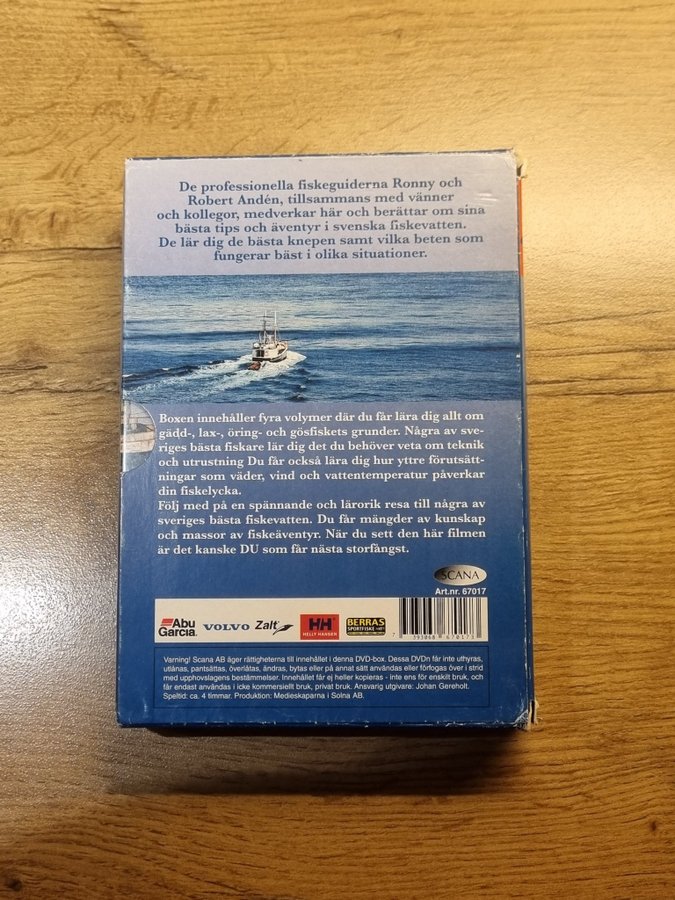 De professionella fiskeguiderna Ronny och
Robert Andén, tillsammans med vänner
och kollegor, medverkar här och berättar om sina
bästa tips och äventyr i svenska fiskevatten.
De lär dig de bästa knepen samt vilka beten som
fungerar bäst i olika situationer.
Boxen innehåller fyra volymer där du får lära dig allt om
gädd-, lax-, öring- och gösfiskets grunder. Några av sve-
riges bästa fiskare lär dig det du behöver veta om teknik
och utrustning Du får också lära dig hur yttre förutsätt-
ningar som väder, vind och vattentemperatur påverkar
din fiskelycka.
Följ med på en spännande och lärorik resa till några av
sveriges bästa fiskevatten. Du får mängder av kunskap
och massor av fiskeäventyr. När du sett den här filmen
är det kanske DU som får nästa storfångst.
SCANA
Art.nr. 67017
Abu Garcia. VOLVO Zalt HH HELLY HANSEN BERRAS SPORTFISKE
7 393068 670173
Varning! Scana AB äger rättigheterna till innehållet i denna DVD-box. Dessa DVDn får inte uthyras,
utlånas, pantsättas, överlåtas, ändras, bytas eller på annat sätt användas eller förfogas över i strid
med upphovslagens bestämmelser. Innehållet får ej heller kopieras - inte ens för enskilt bruk, och
får endast användas i icke kommersiellt bruk, privat bruk. Ansvarig utgivare: Johan Gereholt.
Speltid: ca. 4 timmar. Produktion: Medieskaparna i Solna AB.